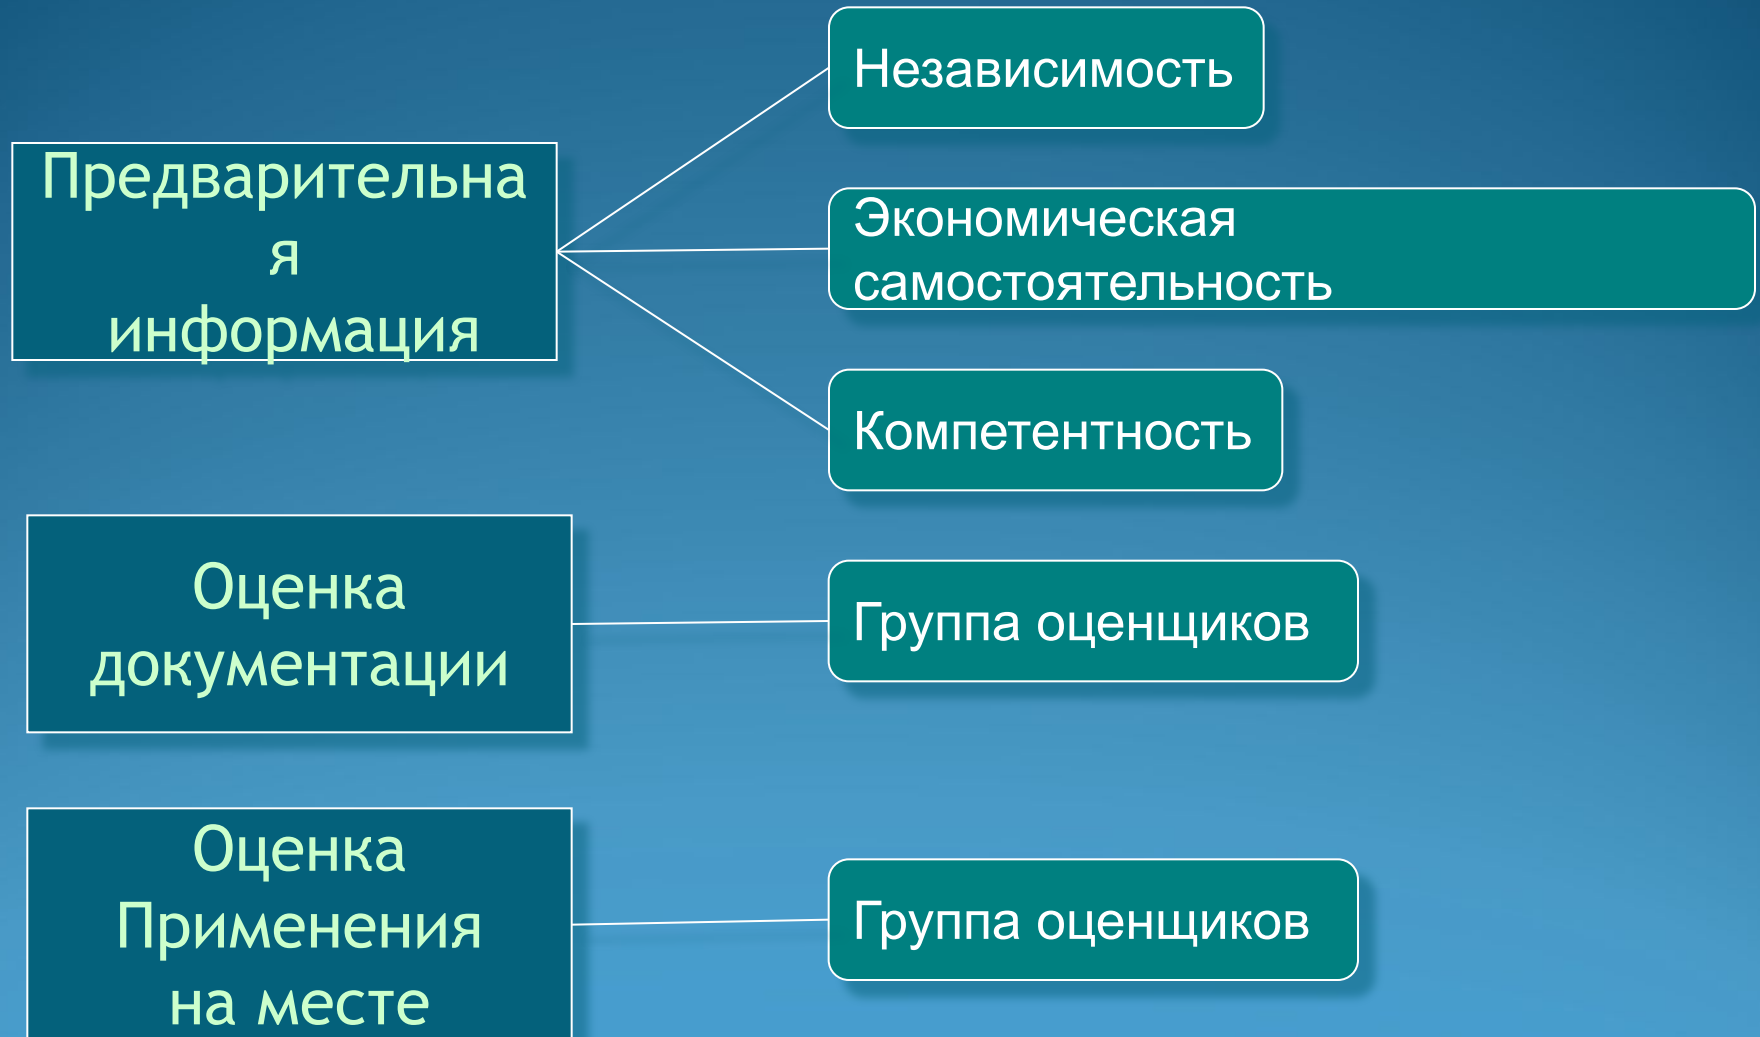 Предварительна
я
информация
Независимость
Экономическая
самостоятельность
Компетентность
Оценка
документации
Группа оценщиков
Оценка
Применения
на месте
Группа оценщиков